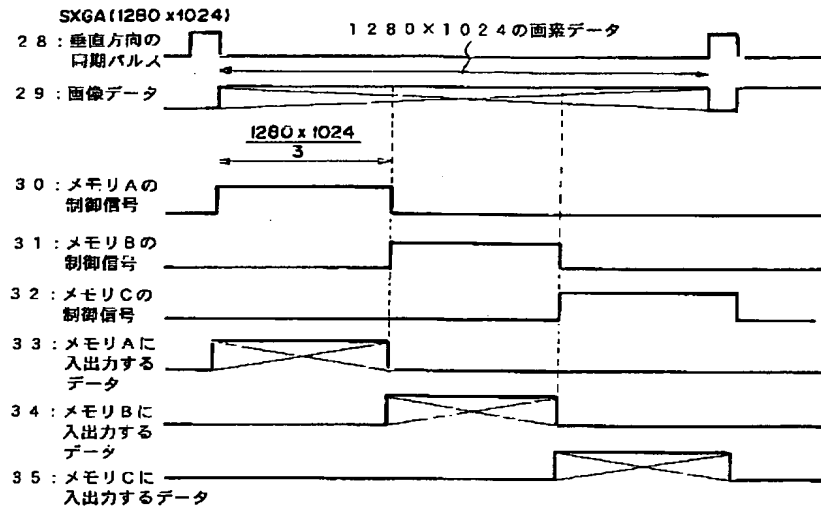 SXGA(1280x1024)
28:垂直方向の
同期パルス
1280×1024の画素データ
29:画像データ
1280x1024
3
30:メモリAの
制御信号
31:メモリBの
制御信号
32:メモリCの
制御信号
33:メモリAに
入出力する
データ
34:メモリBに
入出力する
データ
35:メモリCに
入出力するデータ